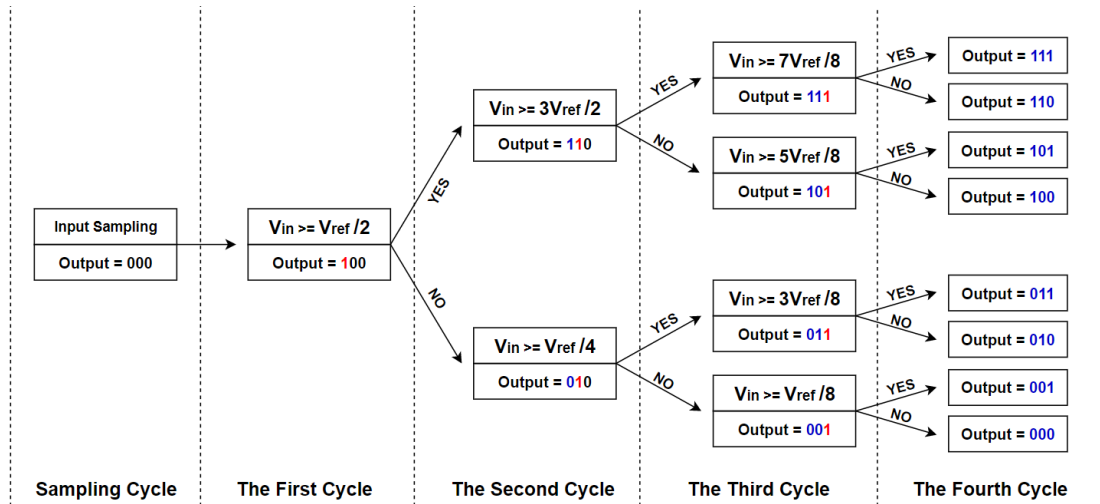 Input Sampling
Output = 000
Vin >= Vref /2
Output = 100
YES
NO
Vin >= 3Vref /2
Output = 110
Vin >= Vref /4
Output = 010
YES
NO
YES
NO
Vin >= 7Vref /8
Output = 111
Vin >= 5Vref /8
Output = 101
Vin >= 3Vref /8
Output = 011
Vin >= Vref /8
Output = 001
YES
NO
YES
NO
YES
NO
YES
NO
Output = 111
Output = 110
Output = 101
Output = 100
Output = 011
Output = 010
Output = 001
Output = 000
Sampling Cycle
The First Cycle
The Second Cycle
The Third Cycle
The Fourth Cycle